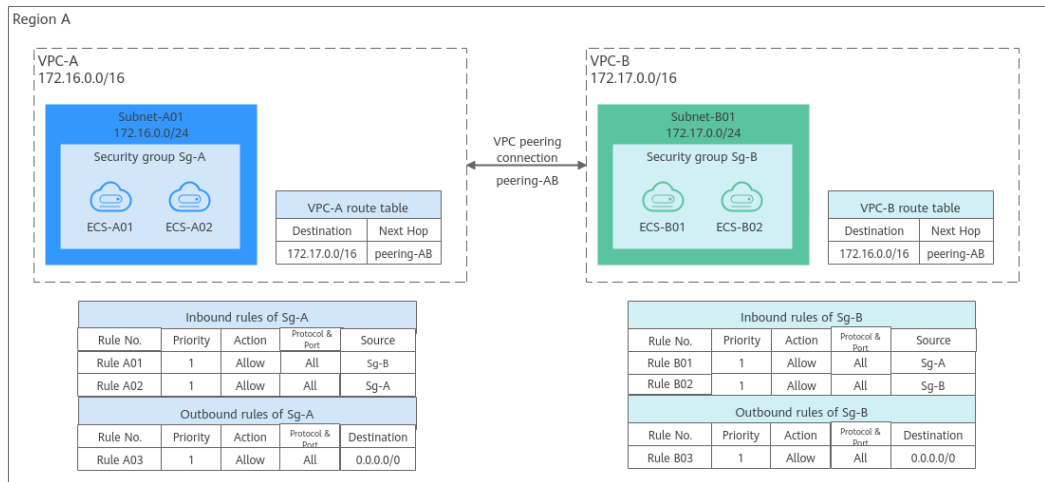 Region A
VPC-A
172.16.0.0/16
Subnet-A01
172.16.0.0/24
Security group Sg-A
ECS-A01 ECS-A02
VPC-A route table
Destination Next Hop
172.17.0.0/16 peering-AB
VPC peering
connection
peering-AB
VPC-B
172.17.0.0/16
Subnet-B01
172.17.0.0/24
Security group Sg-B
ECS-B01 ECS-B02
VPC-B route table
Destination Next Hop
172.16.0.0/16 peering-AB
Inbound rules of Sg-A
Rule No. Priority Action Protocol & Port Source
Rule A01 1 Allow All Sg-B
Rule A02 1 Allow All Sg-A
Outbound rules of Sg-A
Rule No. Priority Action Protocol & Port Destination
Rule A03 1 Allow All 0.0.0.0/0
Inbound rules of Sg-B
Rule No. Priority Action Protocol & Port Source
Rule B01 1 Allow All Sg-A
Rule B02 1 Allow All Sg-B
Outbound rules of Sg-B
Rule No. Priority Action Protocol & Port Destination
Rule B03 1 Allow All 0.0.0.0/0